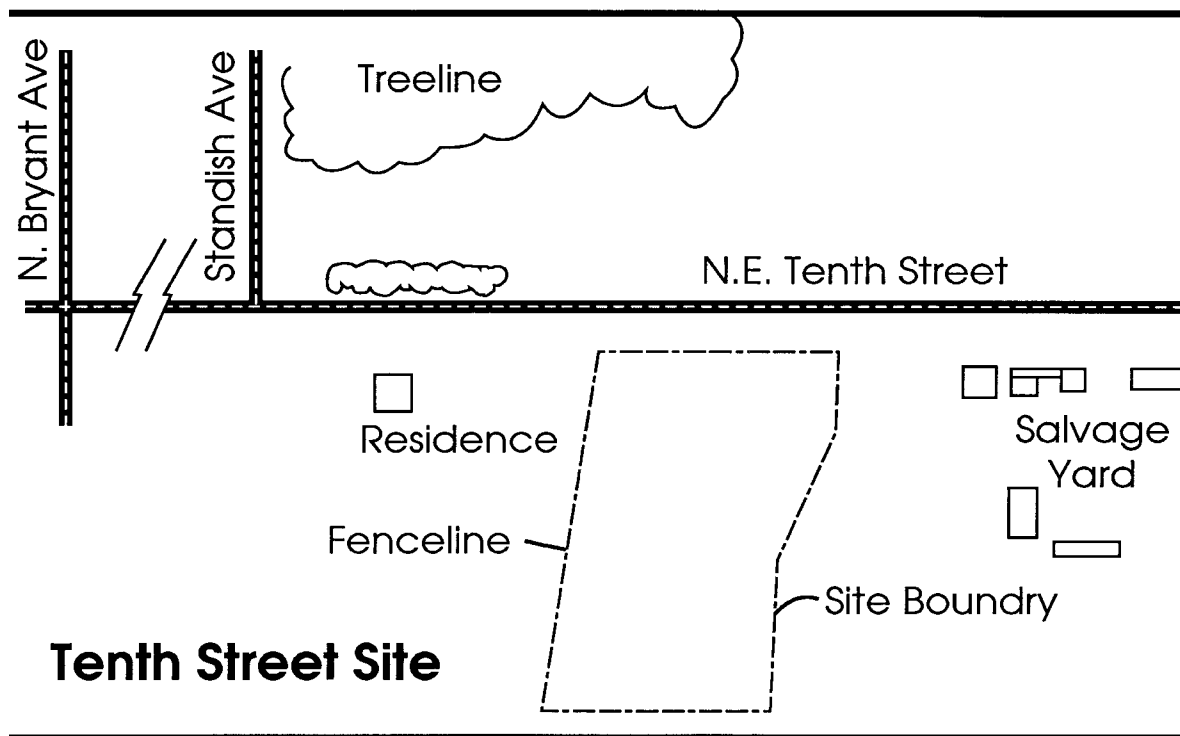 N. Bryant Ave
Standish Ave
Treeline
N.E. Tenth Street
Residence
Salvage
Yard
Fenceline
Site Boundry
Tenth Street Site